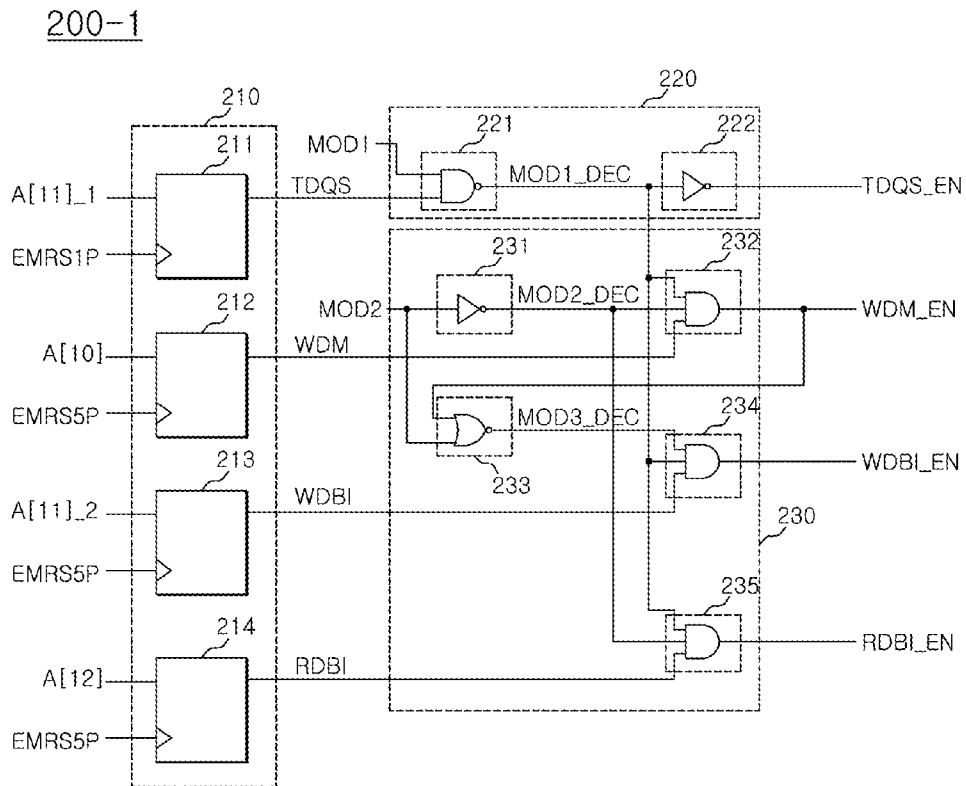 200-1
210
211
A[11]_1
EMRS1P
TDQS
212
A[10]
EMRS5P
WDM
213
A[11]_2
EMRS5P
WDBI
214
A[12]
EMRS5P
RDBI
220
MOD1
221
MOD1_DEC
222
TDQS_EN
231
MOD2
MOD2_DEC
232
WDM_EN
MOD3_DEC
233
234
WDBI_EN
230
235
RDBI_EN